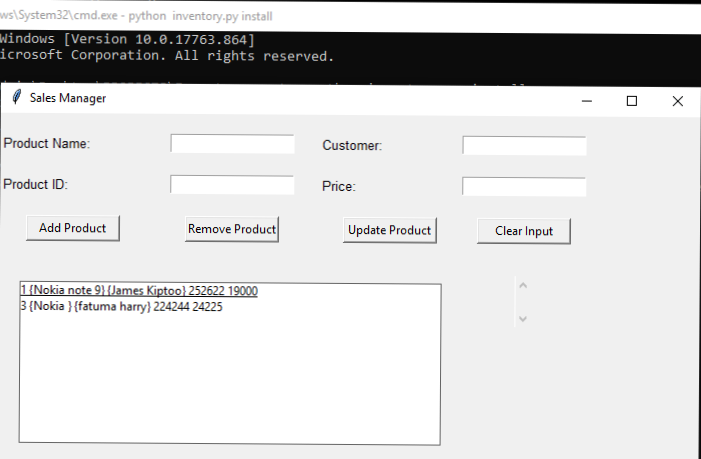 ws\System32\cmd.exe - python inventory.py install
Windows [Version 10.0.17763.864]
icrosoft Corporation. All rights reserved.
Sales Manager
Product Name:
Customer:
Product ID:
Price:
Add Product
Remove Product
Update Product
Clear Input
1 {Nokia note 9} {James Kiptoo} 252622 19000
3 {Nokia } {fatuma harry} 224244 24225